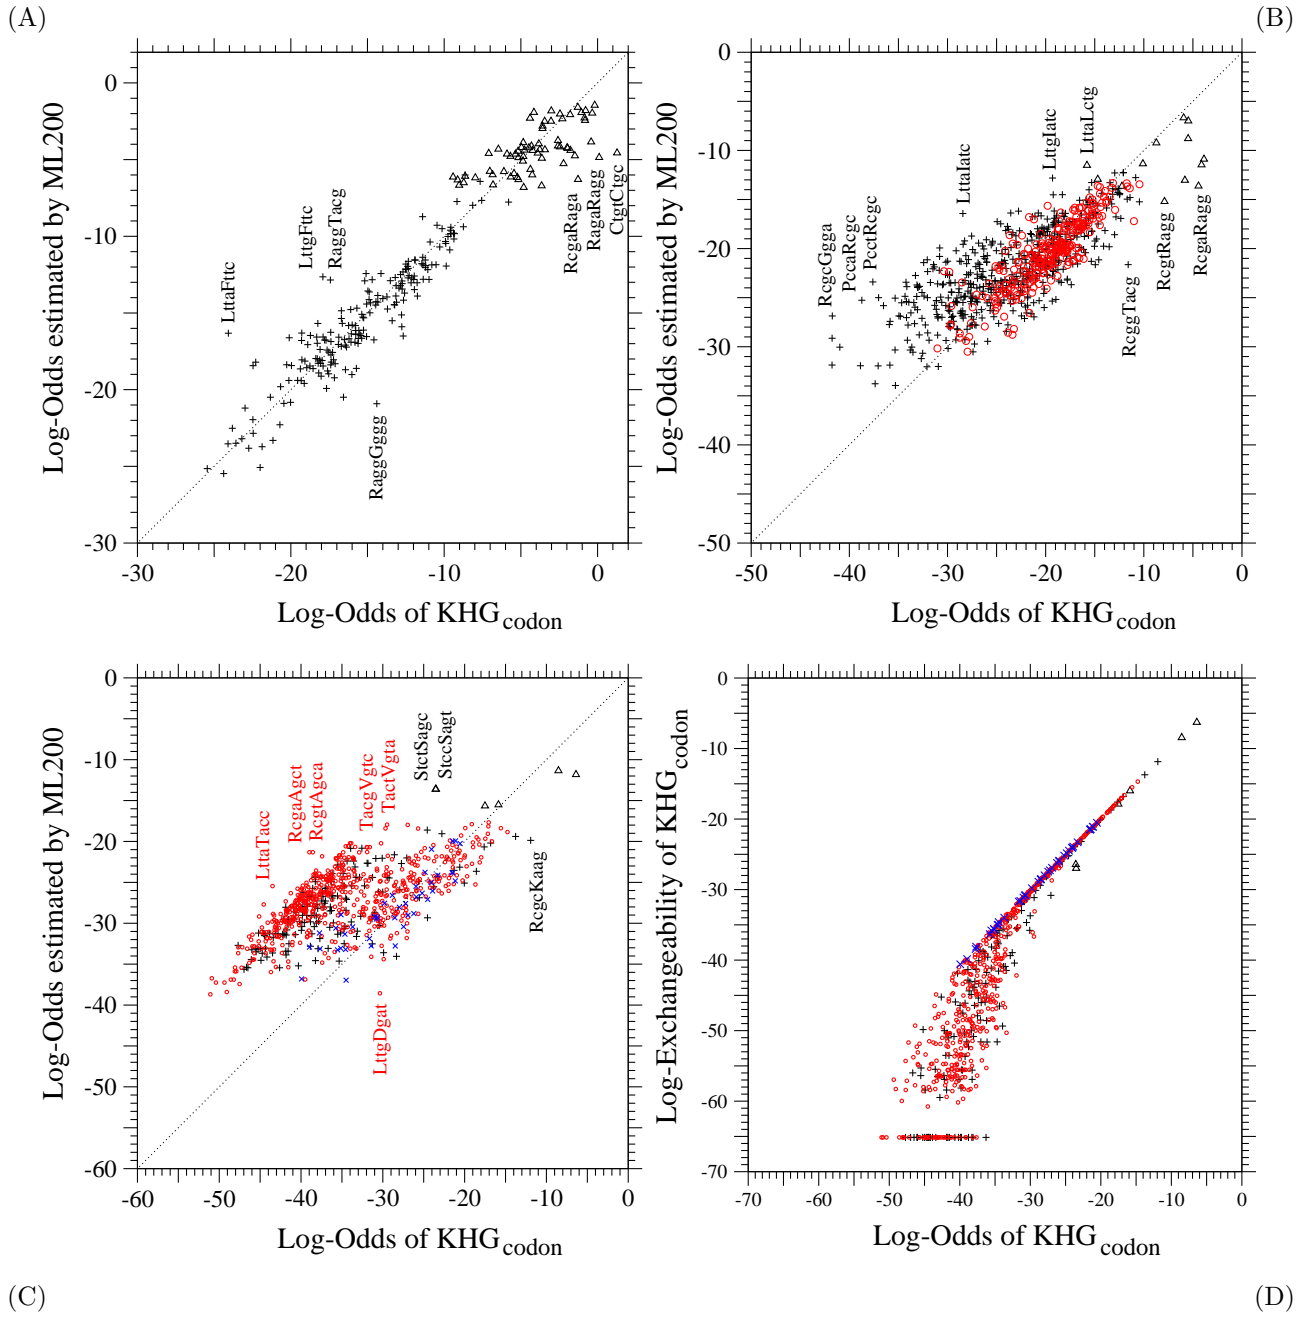 (A)
(B)
0
-10
-20
-30
-30
-20
-10
0
Log-Odds estimated by ML200
Log-Odds of KHGcodon
LttaFttc
LttgFttc
RaggTacg
RaggGggg
RcgaRaga
RagaRagg
CtgtCtgc
0
-10
-20
-30
-40
-50
-50
-40
-30
-20
-10
0
Log-Odds estimated by ML200
Log-Odds of KHGcodon
RcgcGgga
PccaRcgc
PcctRcgc
LttaIatc
LttgIatc
LttaLctg
RcggTacg
RcgtRagg
RcgaRagg
0
-10
-20
-30
-40
-50
-60
-60
-50
-40
-30
-20
-10
0
Log-Odds estimated by ML200
Log-Odds of KHGcodon
LttaTacc
RcgaAgct
RcgtAgca
TacgVgtc
TactVgta
StctSagc
StccSagt
RcgcKaag
LttgDgat
0
-10
-20
-30
-40
-50
-60
-70
-70
-60
-50
-40
-30
-20
-10
0
Log-Exchangeability of KHGcodon
Log-Odds of KHGcodon
(C)
(D)